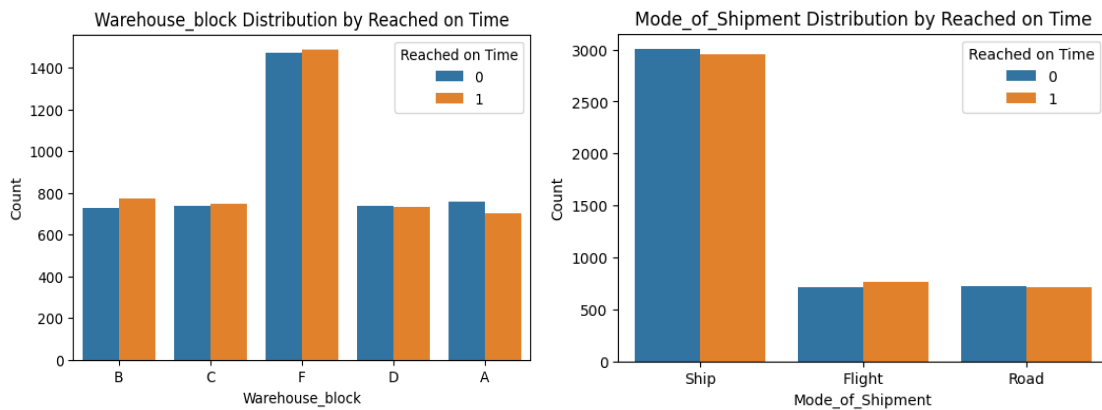 Warehouse_block Distribution by Reached on Time
Reached on Time
0
1
1400
1200
1000
800
600
400
200
0
Count
B C F D A
Warehouse_block
Mode_of_Shipment Distribution by Reached on Time
Reached on Time
0
1
3000
2500
2000
1500
1000
500
0
Count
Ship Flight Road
Mode_of_Shipment